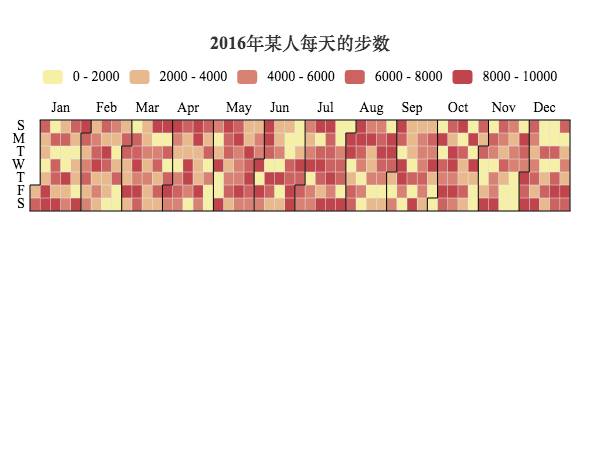 2016年某人每天的步数
0 - 2000 2000 - 4000 4000 - 6000 6000 - 8000 8000 - 10000
Jan Feb Mar Apr May Jun Jul Aug Sep Oct Nov Dec
S
M
T
W
T
F
S